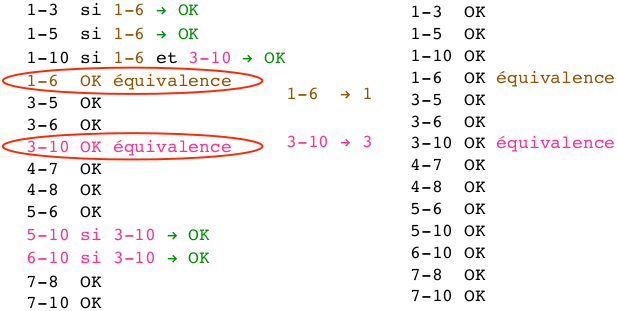 1-3 si 1-6 → OK
1-5 si 1-6 → OK
1-10 si 1-6 et 3-10 → OK
1-6 OK équivalence
3-5 OK
3-6 OK
3-10 OK équivalence
4-7 OK
4-8 OK
5-6 OK
5-10 si 3-10 → OK
6-10 si 3-10 → OK
7-8 OK
7-10 OK
1-6 → 1
3-10 → 3
1-3 OK
1-5 OK
1-10 OK
1-6 OK équivalence
3-5 OK
3-6 OK
3-10 OK équivalence
4-7 OK
4-8 OK
5-6 OK
5-10 OK
6-10 OK
7-8 OK
7-10 OK